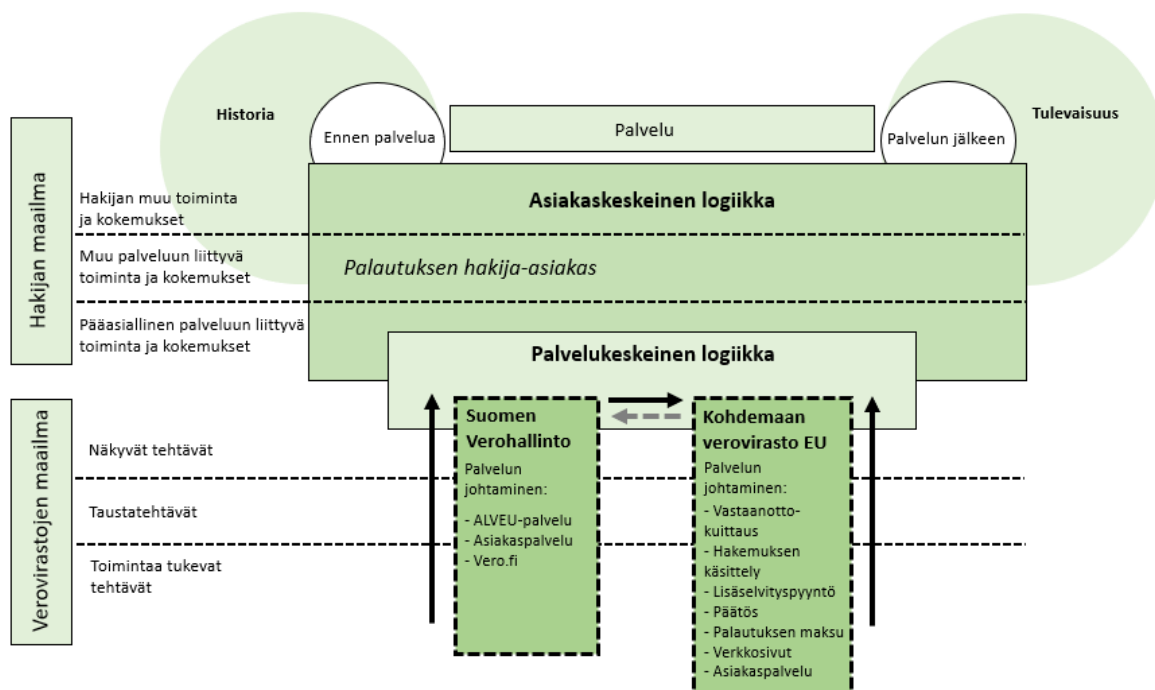 Historia
Ennen palvelua
Palvelu
Palvelun jälkeen
Tulevaisuus
Hakijan maailma
Hakijan muu toiminta
ja kokemukset
Asiakaskeskeinen logiikka
Muu palveluun liittyvä
toiminta ja kokemukset
Palautuksen hakija-asiakas
Pääasiallinen palveluun liittyvä
toiminta ja kokemukset
Palvelukeskeinen logiikka
Verovirastojen maailma
Näkyvät tehtävät
Taustatehtävät
Toimintaa tukevat
tehtävät
Suomen
Verohallinto
Palvelun
johtaminen:
- ALVEU-palvelu
- Asiakaspalvelu
- Vero.fi
Kohdemaan
verovirasto EU
Palvelun
johtaminen:
- Vastaanotto-
kuittaus
- Hakemuksen
käsittely
- Lisäselvityspyyntö
- Päätös
- Palautuksen maksu
- Verkkosivut
- Asiakaspalvelu